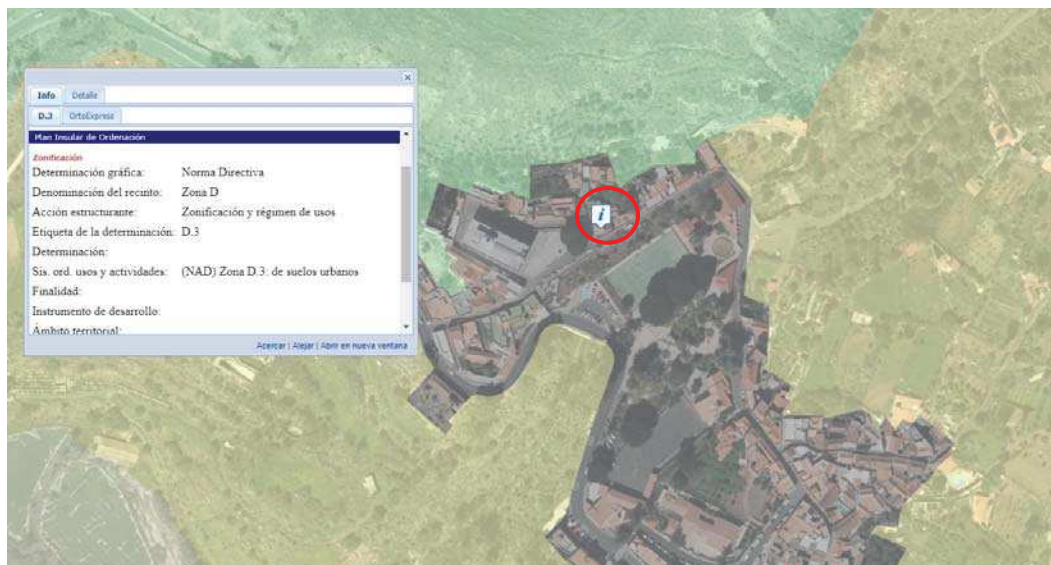 Info Detalle
D.3 OrtoExpress
Plan Insular de Ordenación
Zonificación
Determinación gráfica: Norma Directiva
Denominación del recinto: Zona D
Acción estructurante: Zonificación y régimen de usos
Etiqueta de la determinación: D.3
Determinación:
Sis. ord. usos y actividades: (NAD) Zona D.3: de suelos urbanos
Finalidad:
Instrumento de desarrollo:
Ámbito territorial:
Acercar | Alejar | Abrir en nueva ventana
i